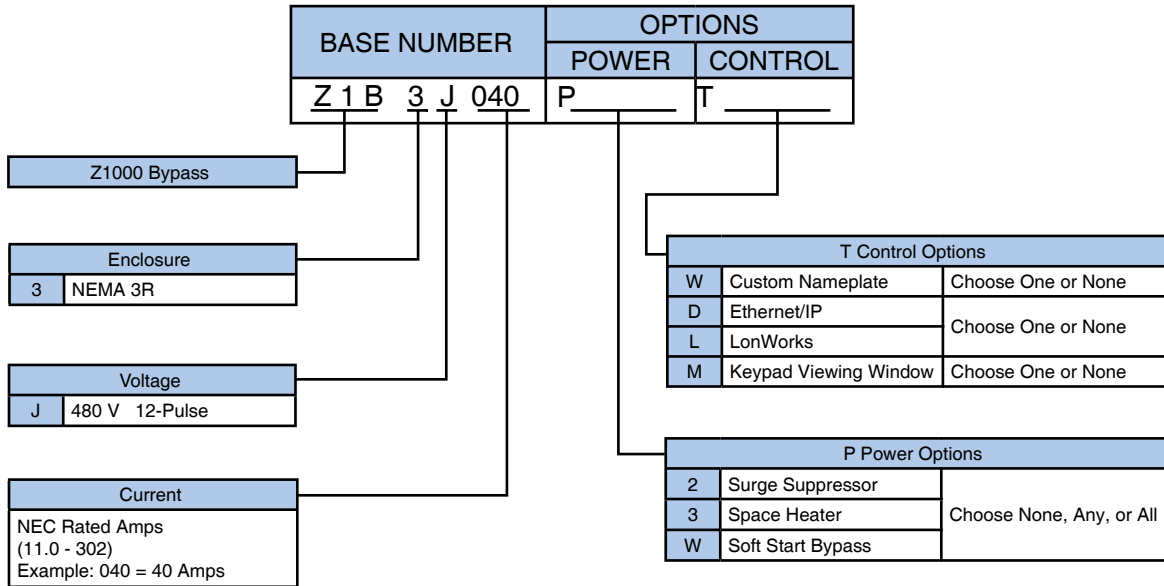 BASE NUMBER
OPTIONS
POWER
CONTROL
Z 1 B 3 J 040
P
T
Z1000 Bypass
Enclosure
3 NEMA 3R
Voltage
J 480 V 12-Pulse
Current
NEC Rated Amps
(11.0 - 302)
Example: 040 = 40 Amps
T Control Options
W Custom Nameplate Choose One or None
D Ethernet/IP
Choose One or None
L LonWorks
M Keypad Viewing Window Choose One or None
P Power Options
2 Surge Suppressor
3 Space Heater Choose None, Any, or All
W Soft Start Bypass